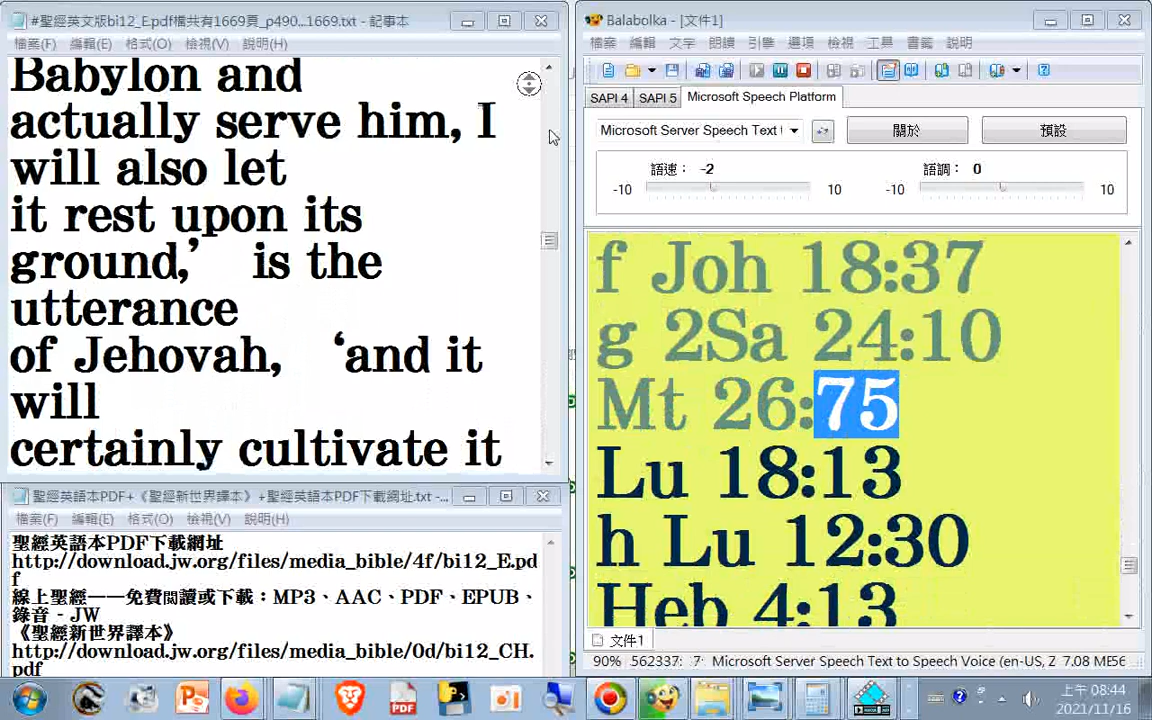 #聖經英文版bi12_E.pdf檔共有1669頁_p490...1669.txt - 記事本
檔案(F) 編輯(E) 格式(O) 檢視(V) 說明(H)
Babylon and
actually serve him, I
will also let
it rest upon its
ground,’ is the
utterance
of Jehovah, ‘and it
will
certainly cultivate it
聖經英語本PDF+《聖經新世界譯本》+聖經英語本PDF下載網址.txt -...
檔案(F) 編輯(E) 格式(O) 檢視(V) 說明(H)
聖經英語本PDF下載網址
http://download.jw.org/files/media_bible/4f/bi12_E.pd
f
線上聖經——免費閱讀或下載：MP3、AAC、PDF、EPUB、
錄音 - JW
《聖經新世界譯本》
http://download.jw.org/files/media_bible/0d/bi12_CH.
pdf
Balabolka - [文件1]
檔案 編輯 文字 朗讀 引擎 選項 檢視 工具 書籤 說明
SAPI 4 SAPI 5 Microsoft Speech Platform
Microsoft Server Speech Text 關於 預設
語速： -2 語調： 0
-10 10 -10 10
f Joh 18:37
g 2Sa 24:10
Mt 26:75
Lu 18:13
h Lu 12:30
Heb 4:13
文件1
90% 562337: 7 Microsoft Server Speech Text to Speech Voice (en-US, Z 7.08 ME
上午 08:44
2021/11/16